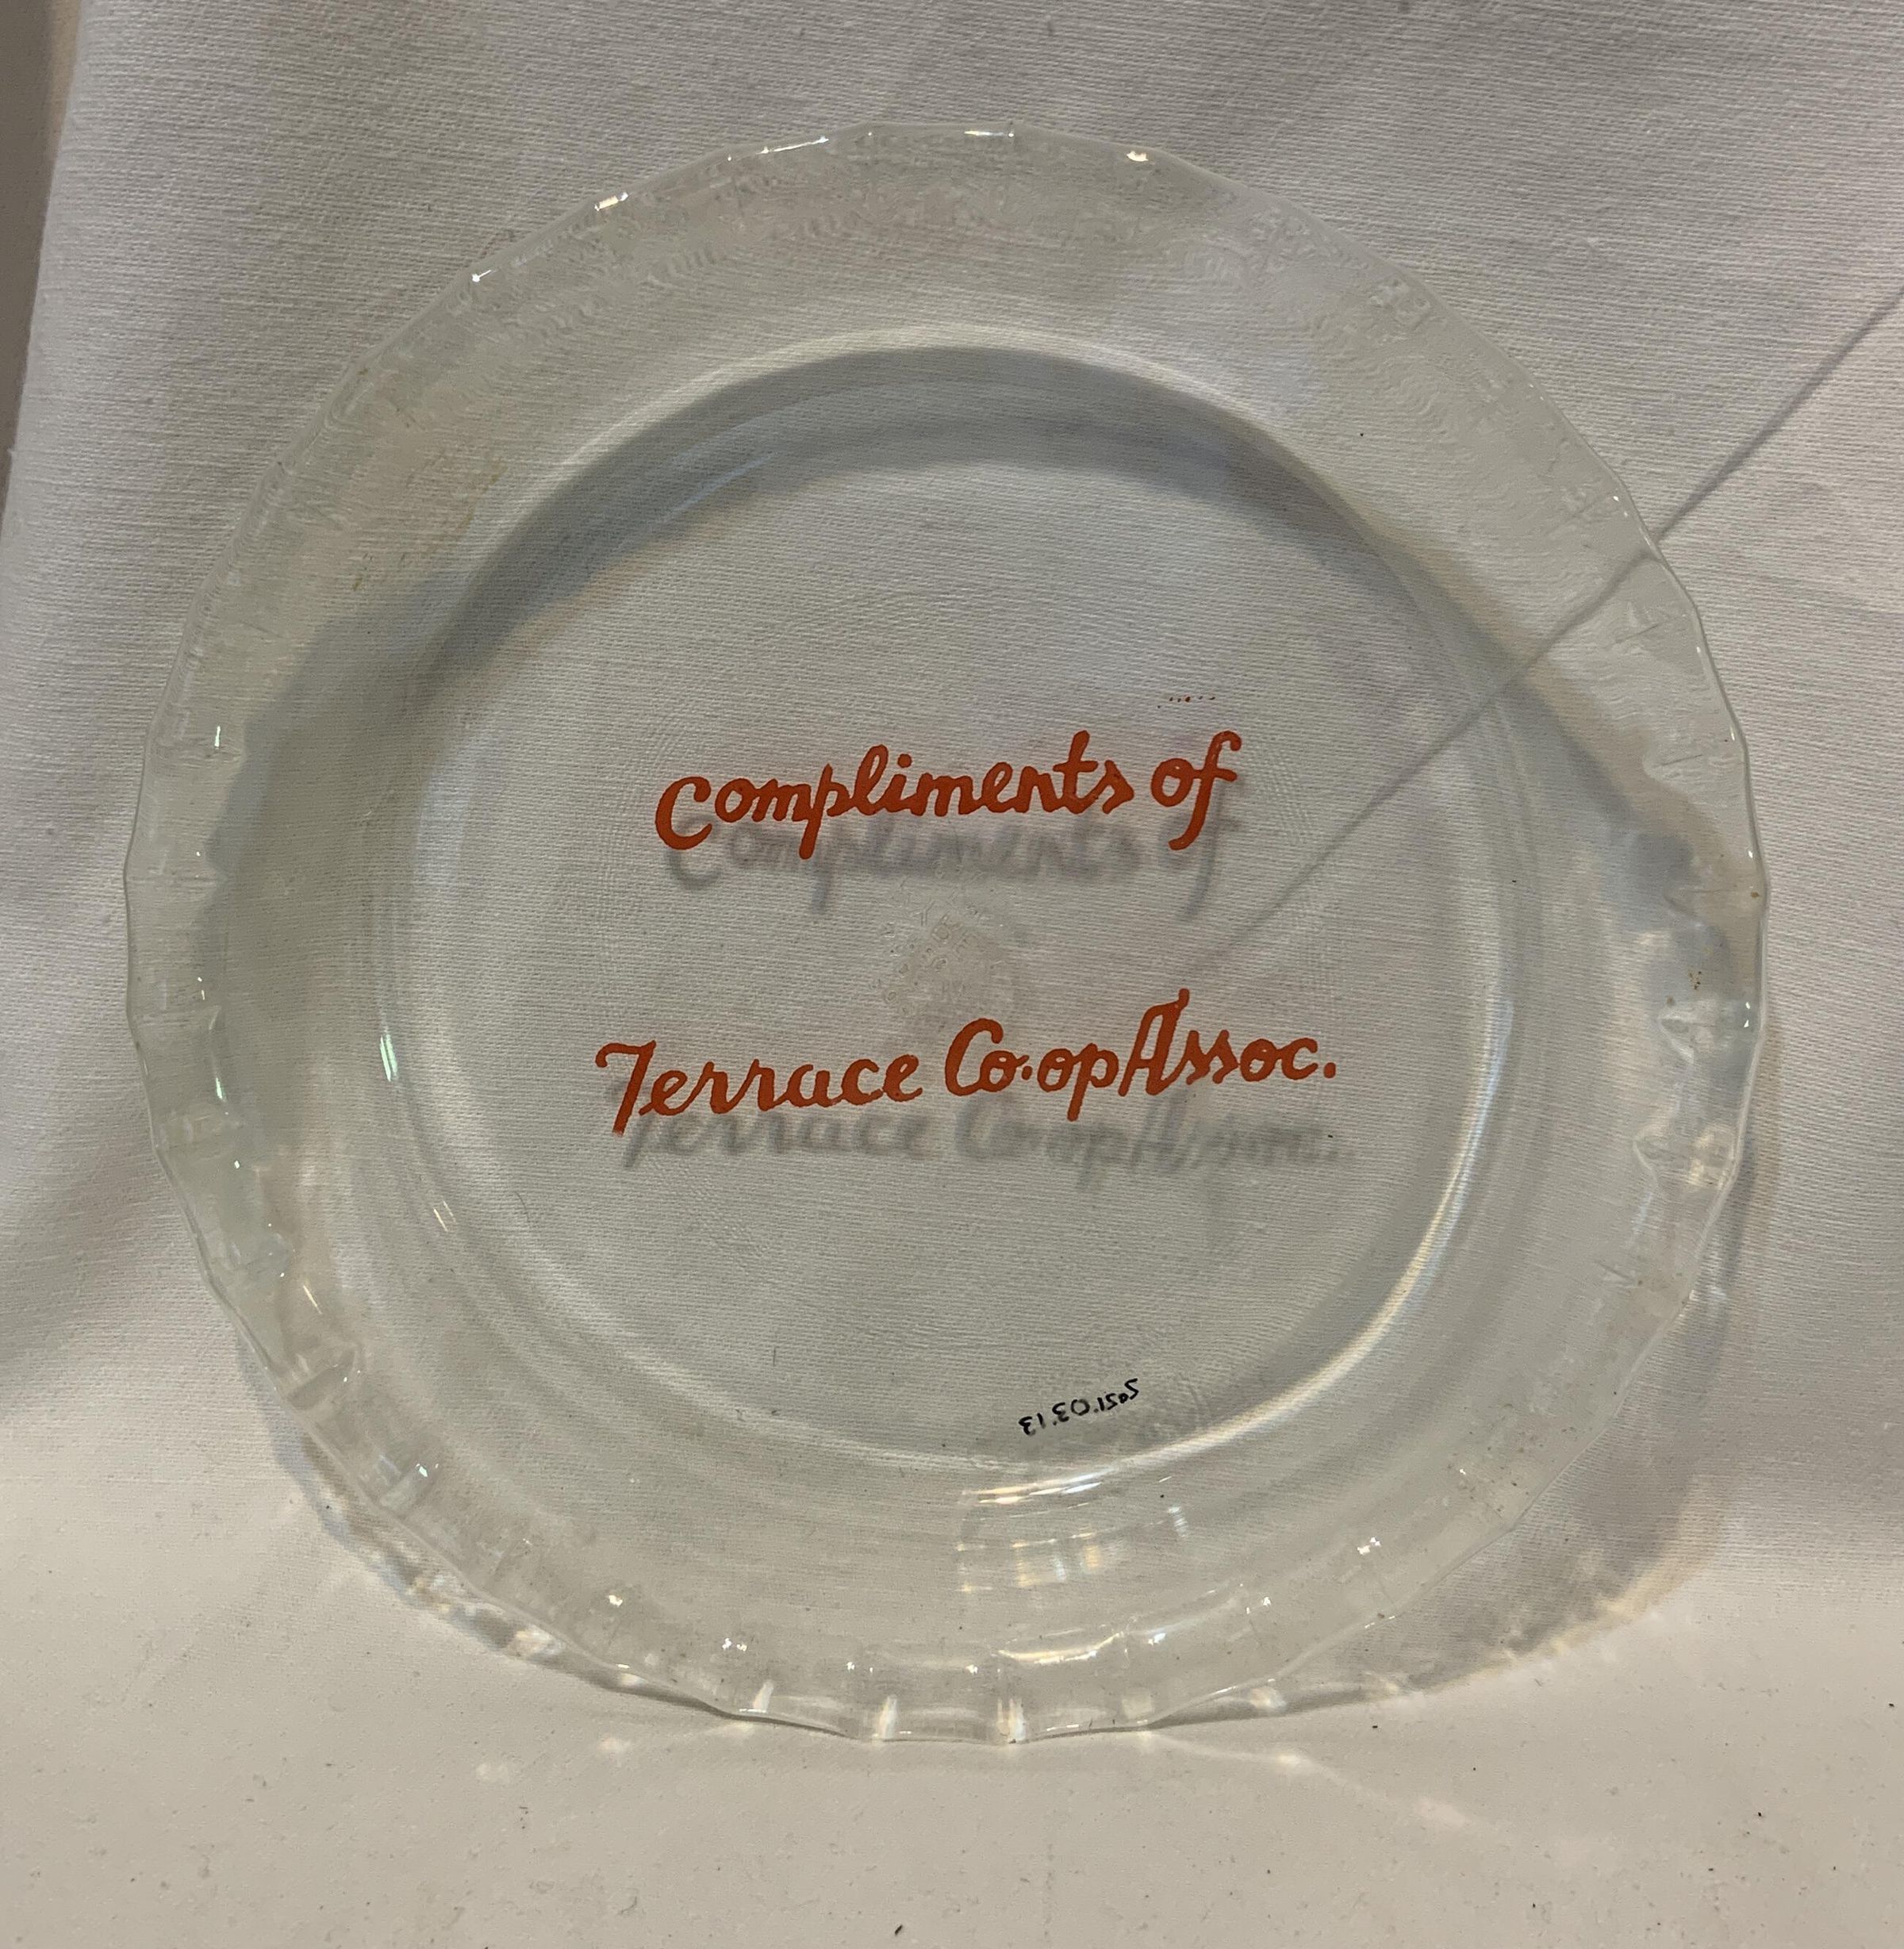 Compliments of
Terrace Co-op Assoc.
2021.03.13